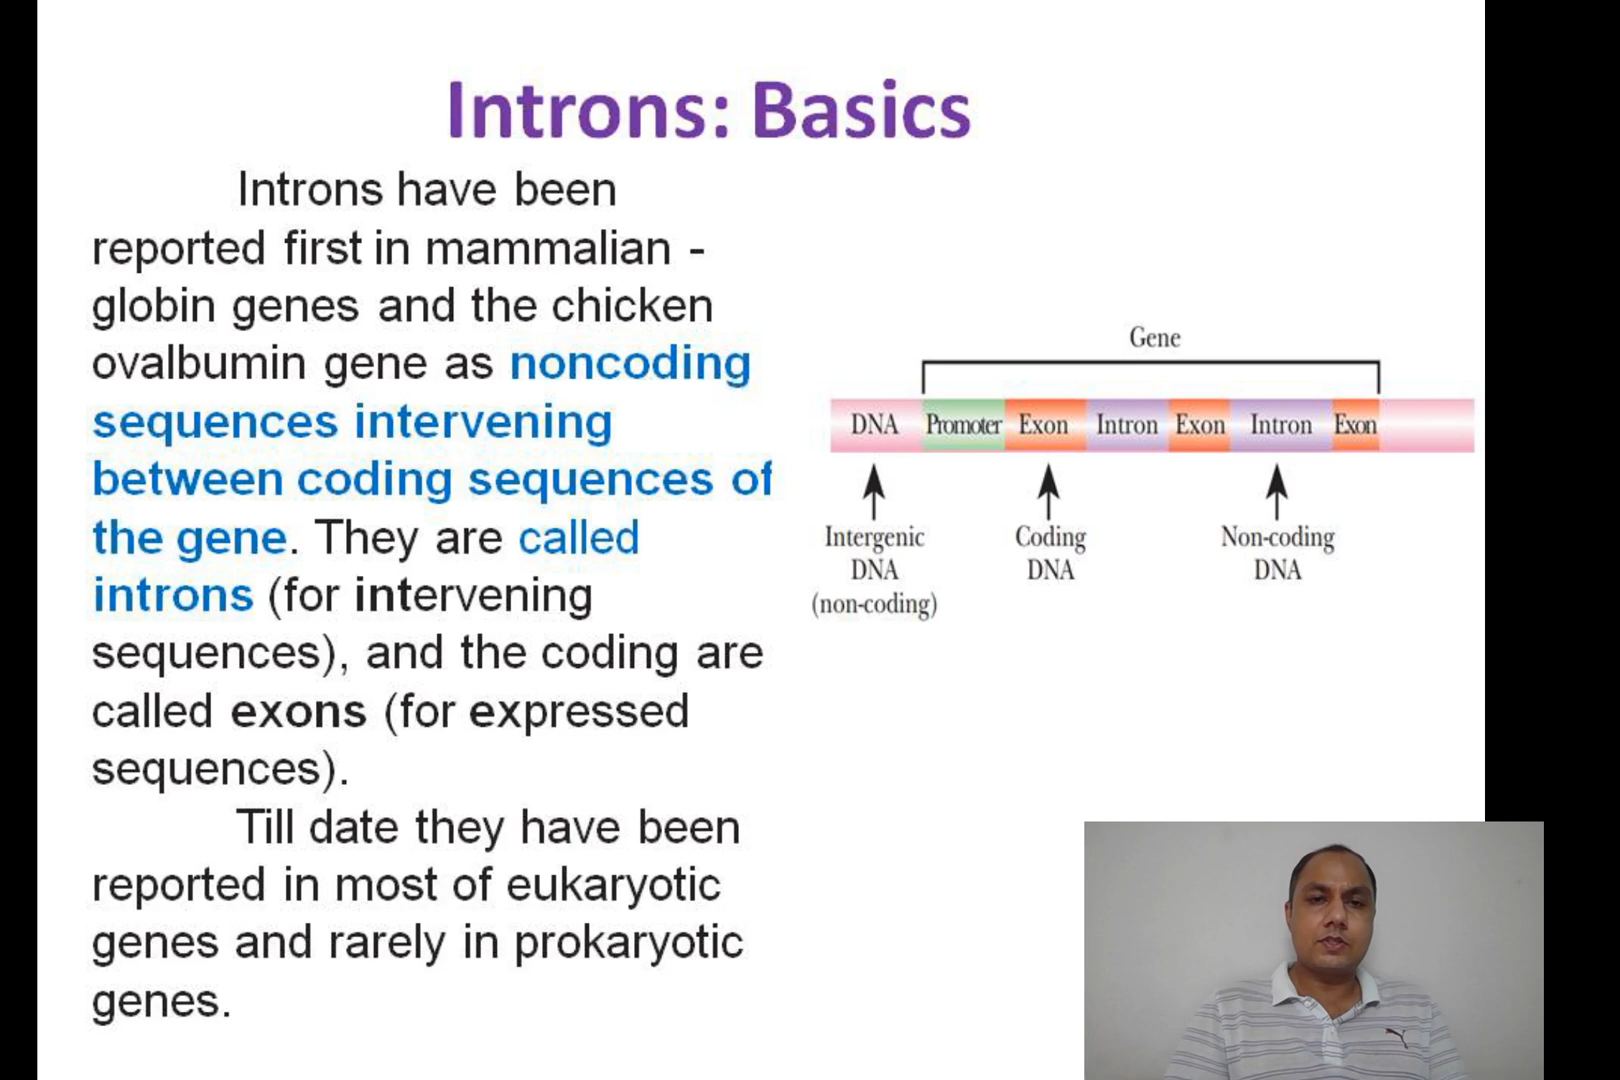 Introns: Basics
Introns have been
reported first in mammalian -
globin genes and the chicken
ovalbumin gene as noncoding
sequences intervening
between coding sequences of
the gene. They are called
introns (for intervening
sequences), and the coding are
called exons (for expressed
sequences).
Till date they have been
reported in most of eukaryotic
genes and rarely in prokaryotic
genes.
Gene
DNA Promoter Exon Intron Exon Intron Exon
Intergenic
DNA
(non-coding)
Coding
DNA
Non-coding
DNA